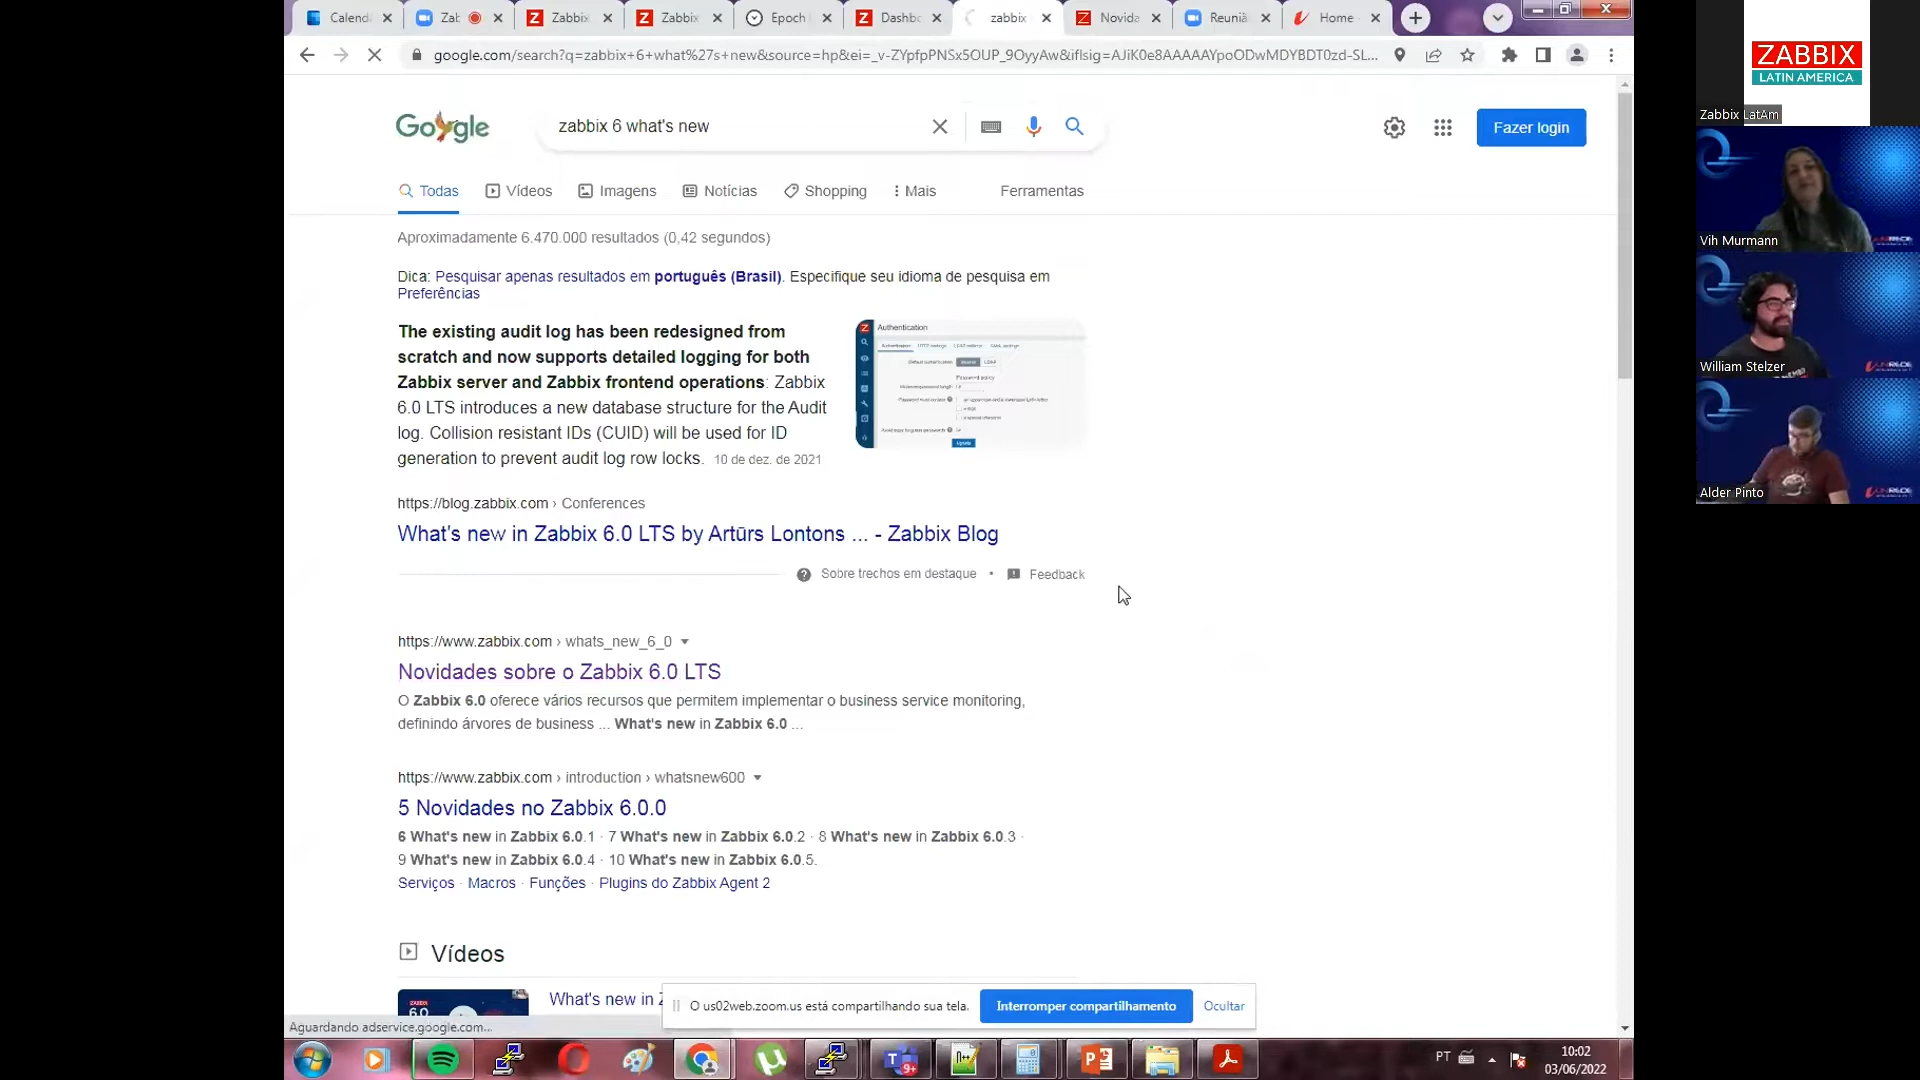 Calend
Zab
Zabbix
Zabbix
Epoch
Dashbo
zabbix
Novida
Reuniã
Home
google.com/search?q=zabbix+6+what%27s+new&source=hp&ei=_v-ZYpfpPNSx5OUP_9OyyAw&iflsig=AJiK0e8AAAAAYpoODwMDYBDT0zd-SL...
Google
zabbix 6 what's new
Fazer login
Todas
Vídeos
Imagens
Notícias
Shopping
Mais
Ferramentas
Aproximadamente 6.470.000 resultados (0,42 segundos)
Dica: Pesquisar apenas resultados em português (Brasil). Especifique seu idioma de pesquisa em
Preferências
The existing audit log has been redesigned from
scratch and now supports detailed logging for both
Zabbix server and Zabbix frontend operations: Zabbix
6.0 LTS introduces a new database structure for the Audit
log. Collision resistant IDs (CUID) will be used for ID
generation to prevent audit log row locks. 10 de dez. de 2021
Authentication
https://blog.zabbix.com › Conferences
What's new in Zabbix 6.0 LTS by Artūrs Lontons ... - Zabbix Blog
Sobre trechos em destaque • Feedback
https://www.zabbix.com › whats_new_6_0
Novidades sobre o Zabbix 6.0 LTS
O Zabbix 6.0 oferece vários recursos que permitem implementar o business service monitoring,
definindo árvores de business ... What's new in Zabbix 6.0 ...
https://www.zabbix.com › introduction › whatsnew600
5 Novidades no Zabbix 6.0.0
6 What's new in Zabbix 6.0.1 · 7 What's new in Zabbix 6.0.2 · 8 What's new in Zabbix 6.0.3 ·
9 What's new in Zabbix 6.0.4 · 10 What's new in Zabbix 6.0.5.
Serviços · Macros · Funções · Plugins do Zabbix Agent 2
Vídeos
ZABBIX
6.0
What's new in Z
O us02web.zoom.us está compartilhando sua tela.
Interromper compartilhamento
Ocultar
Aguardando adservice.google.com...
9+
PT
10:02
03/06/2022
ZABBIX
LATIN AMERICA
Zabbix LatAm
Vih Murmann
UNIREDE
William Stelzer
UNIREDE
Alder Pinto
UNIREDE